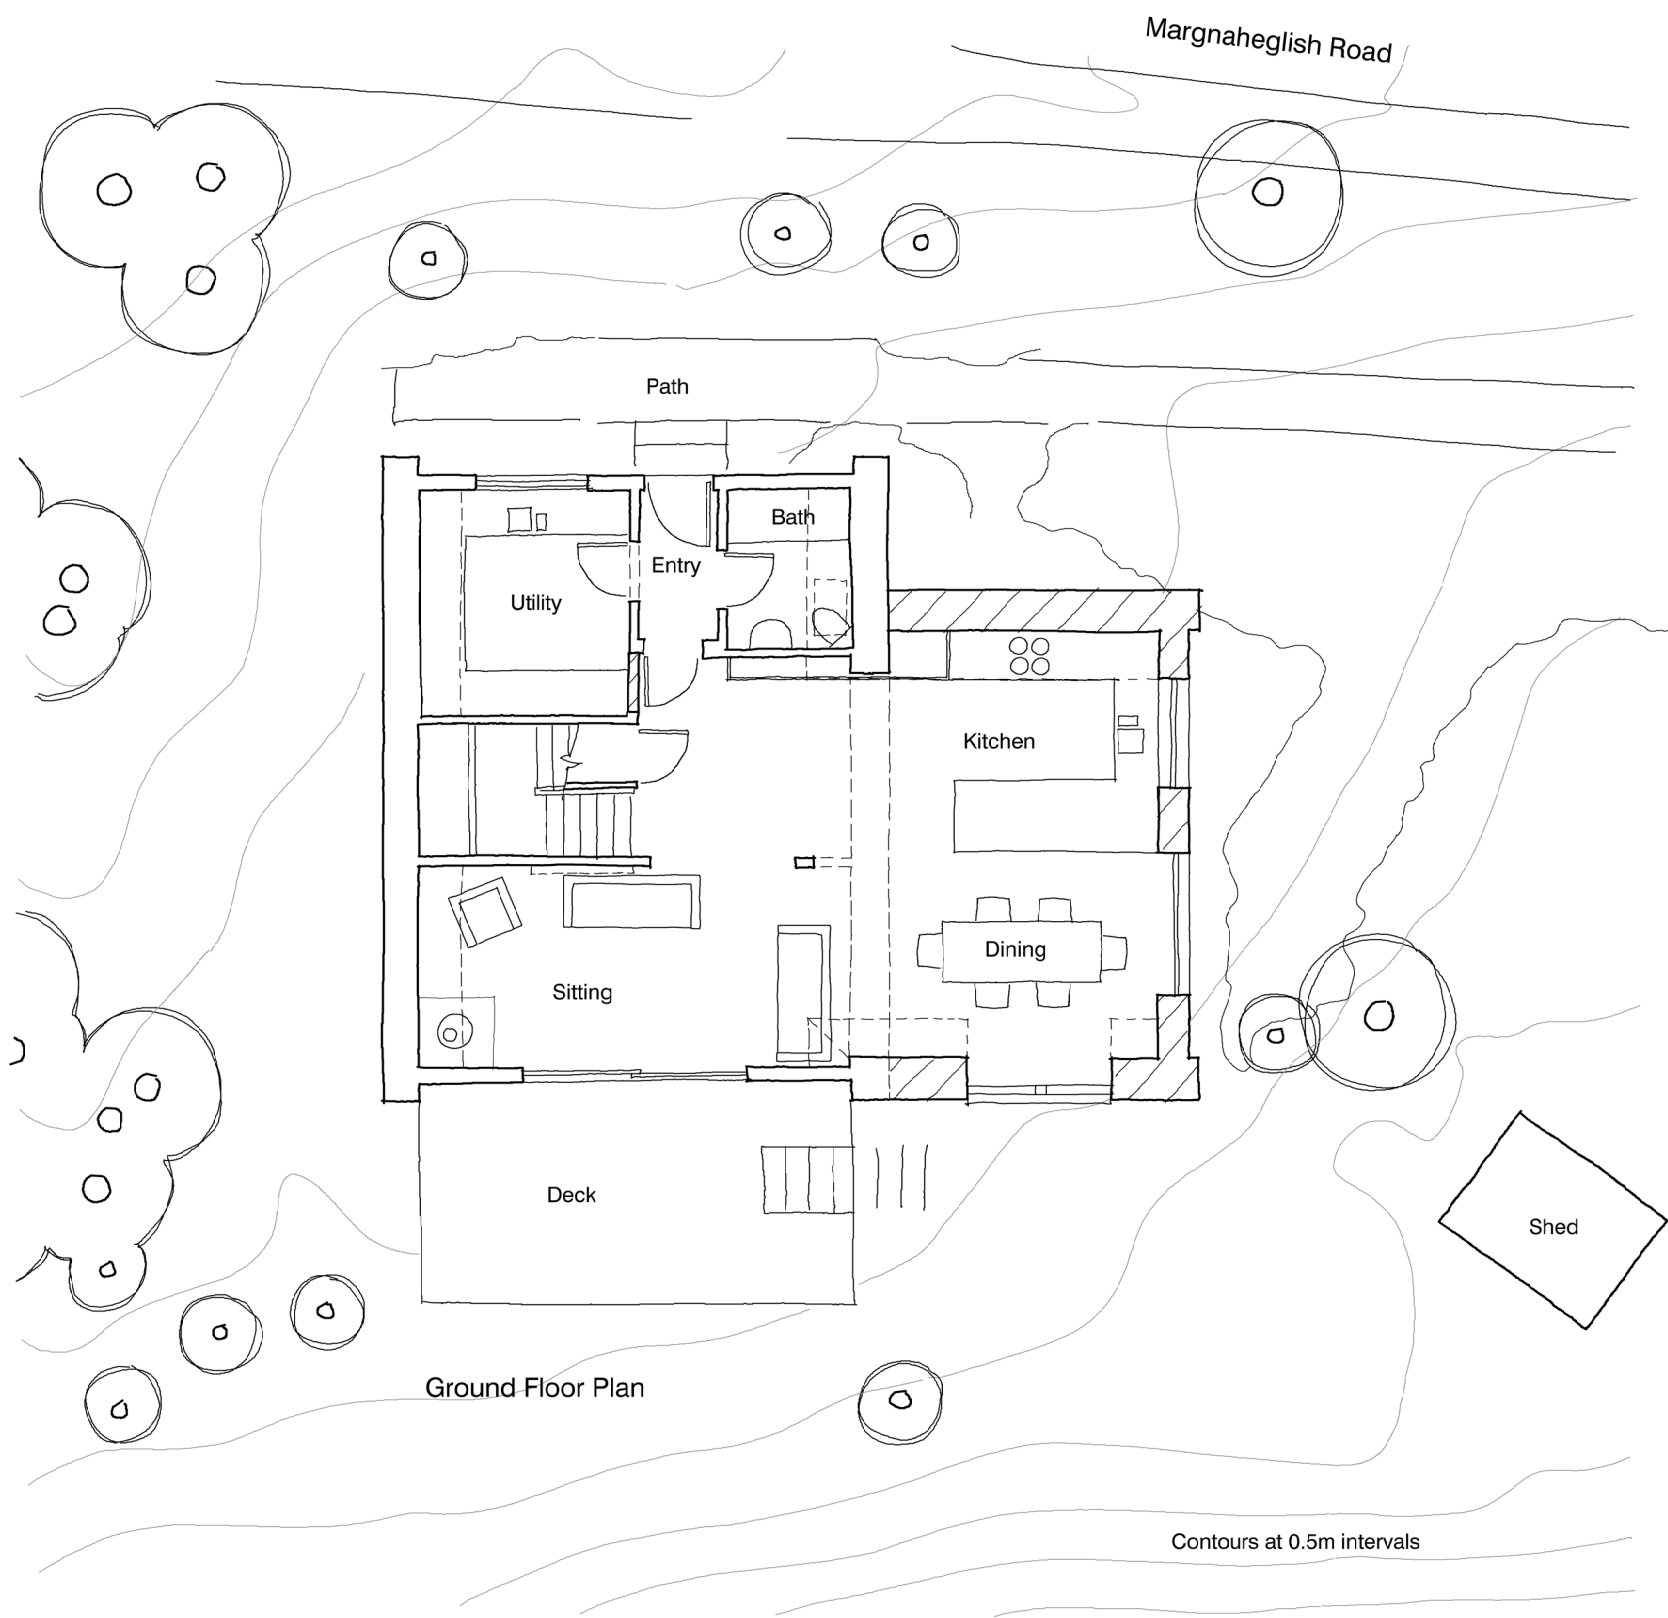 Margnaheglish Road
Path
Bath
Entry
Utility
Kitchen
Dining
Sitting
Deck
Shed
Ground Floor Plan
Contours at 0.5m intervals